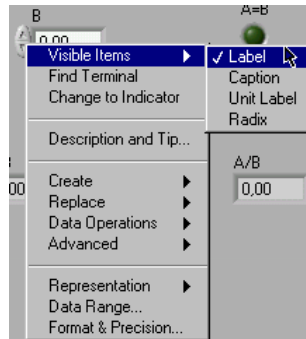 B
A=B
0,00
Visible Items
Label
Find Terminal
Caption
Change to Indicator
Unit Label
Radix
Description and Tip...
A/B
Create
00
0,00
Replace
Data Operations
Advanced
Representation
Data Range...
Format & Precision...